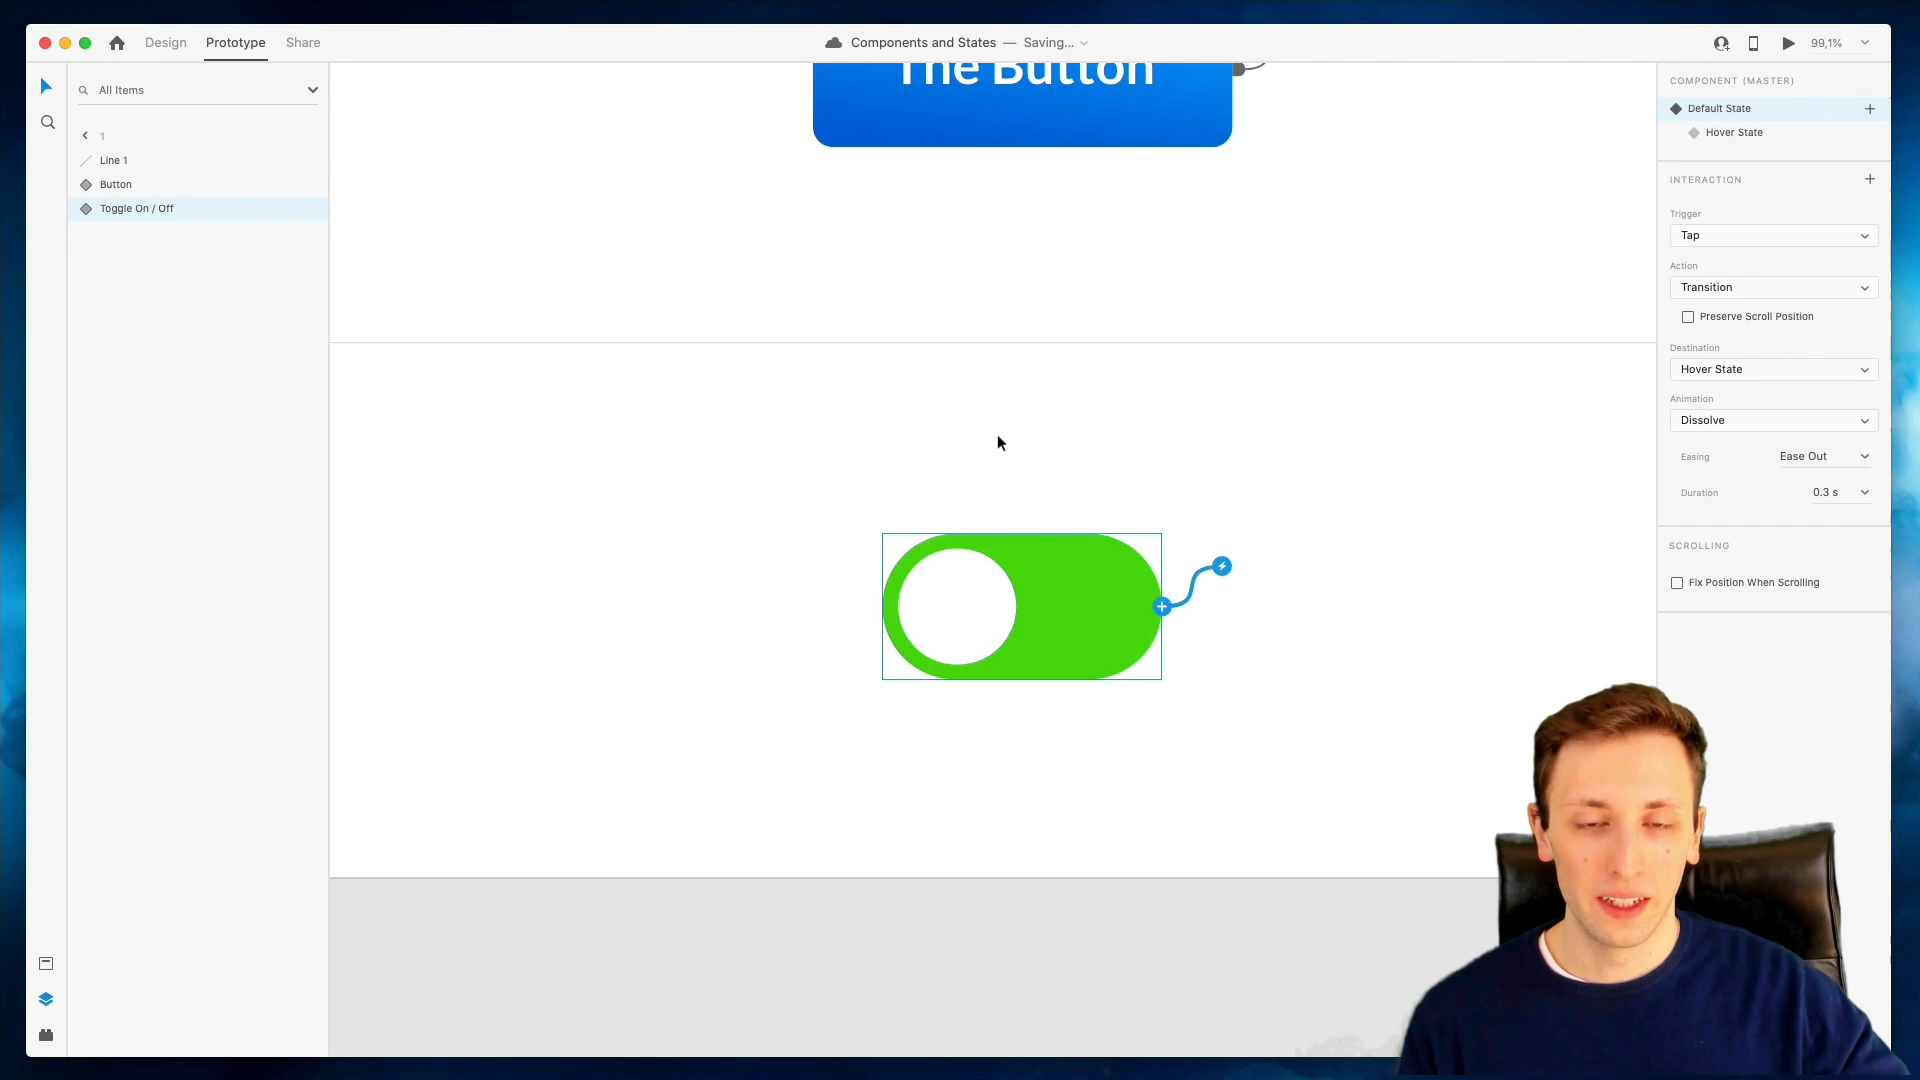 Design
Prototype
Share
Components and States — Saving...
99,1%
All Items
1
Line 1
Button
Toggle On / Off
The Button
COMPONENT (MASTER)
Default State
Hover State
INTERACTION
Trigger
Tap
Action
Transition
Preserve Scroll Position
Destination
Hover State
Animation
Dissolve
Easing
Ease Out
Duration
0.3 s
SCROLLING
Fix Position When Scrolling